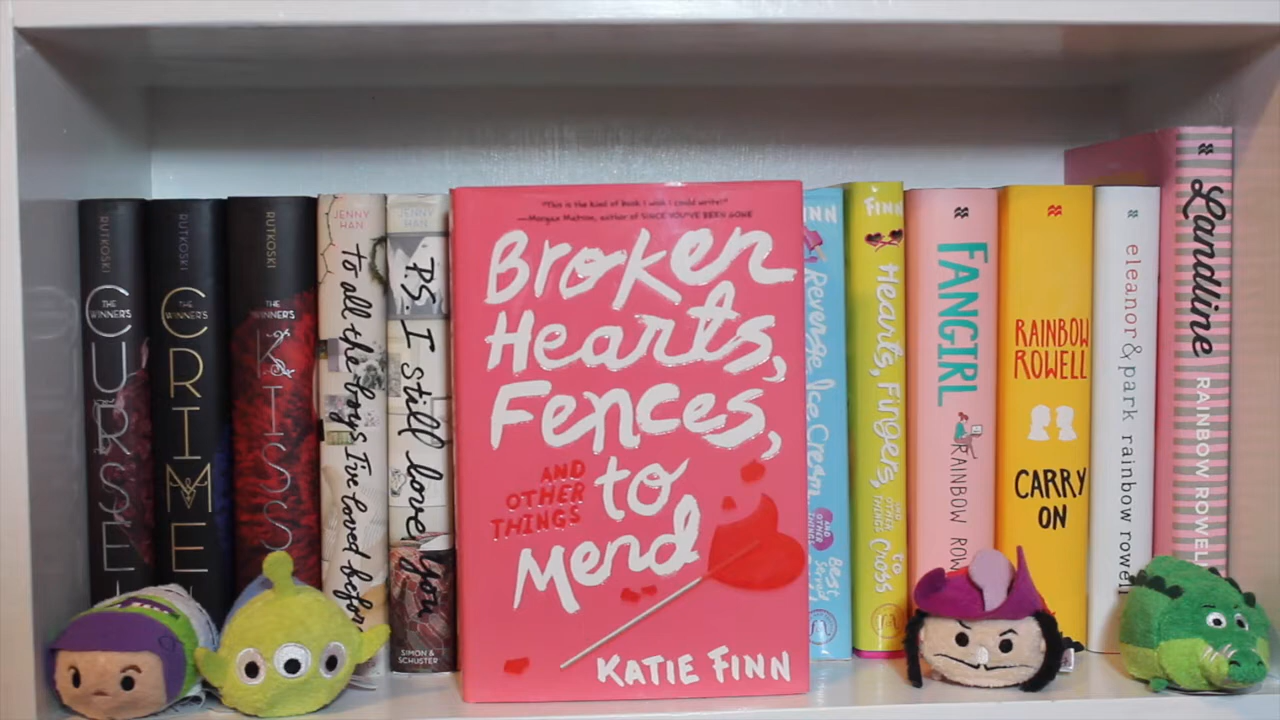 RUTKOSKI
THE
WINNER'S
CURSE
RUTKOSKI
THE
WINNER'S
CRIME
RUTKOSKI
THE
WINNER'S
KISS
JENNY
HAN
to all the boys I've loved befor
JENNY
HAN
P.S. I still love you
SIMON &
SCHUSTER
"This is the kind of book I wish I could write!"
—Morgan Matson, author of SINCE YOU'VE BEEN GONE
Broken
Hearts,
Fences,
AND
OTHER
THINGS
to
Mend
KATIE FINN
INN
Revenge, Ice Cream,
AND
OTHER
THINGS
Best
Served
FINN
Hearts, Fingers,
AND
OTHER
THINGS
to
Cross
FANGIRL
RAINBOW ROW
RAINBOW
ROWELL
CARRY
ON
eleanor & park rainbow rowell
Landline RAINBOW ROWELL